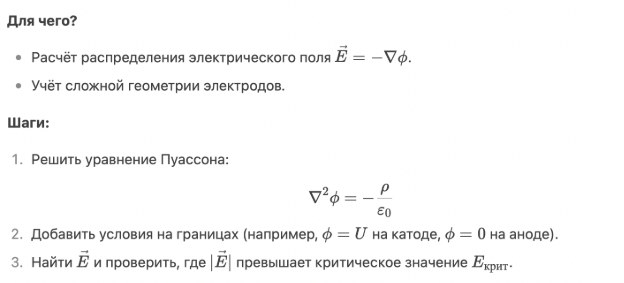 Для чего?
• Расчёт распределения электрического поля $\vec{E} = -\nabla\phi$.
• Учёт сложной геометрии электродов.
Шаги:
1. Решить уравнение Пуассона:
$\nabla^2\phi = -\frac{\rho}{\varepsilon_0}$
2. Добавить условия на границах (например, $\phi = U$ на катоде, $\phi = 0$ на аноде).
3. Найти $\vec{E}$ и проверить, где $|\vec{E}|$ превышает критическое значение $E_{\text{крит}}$.